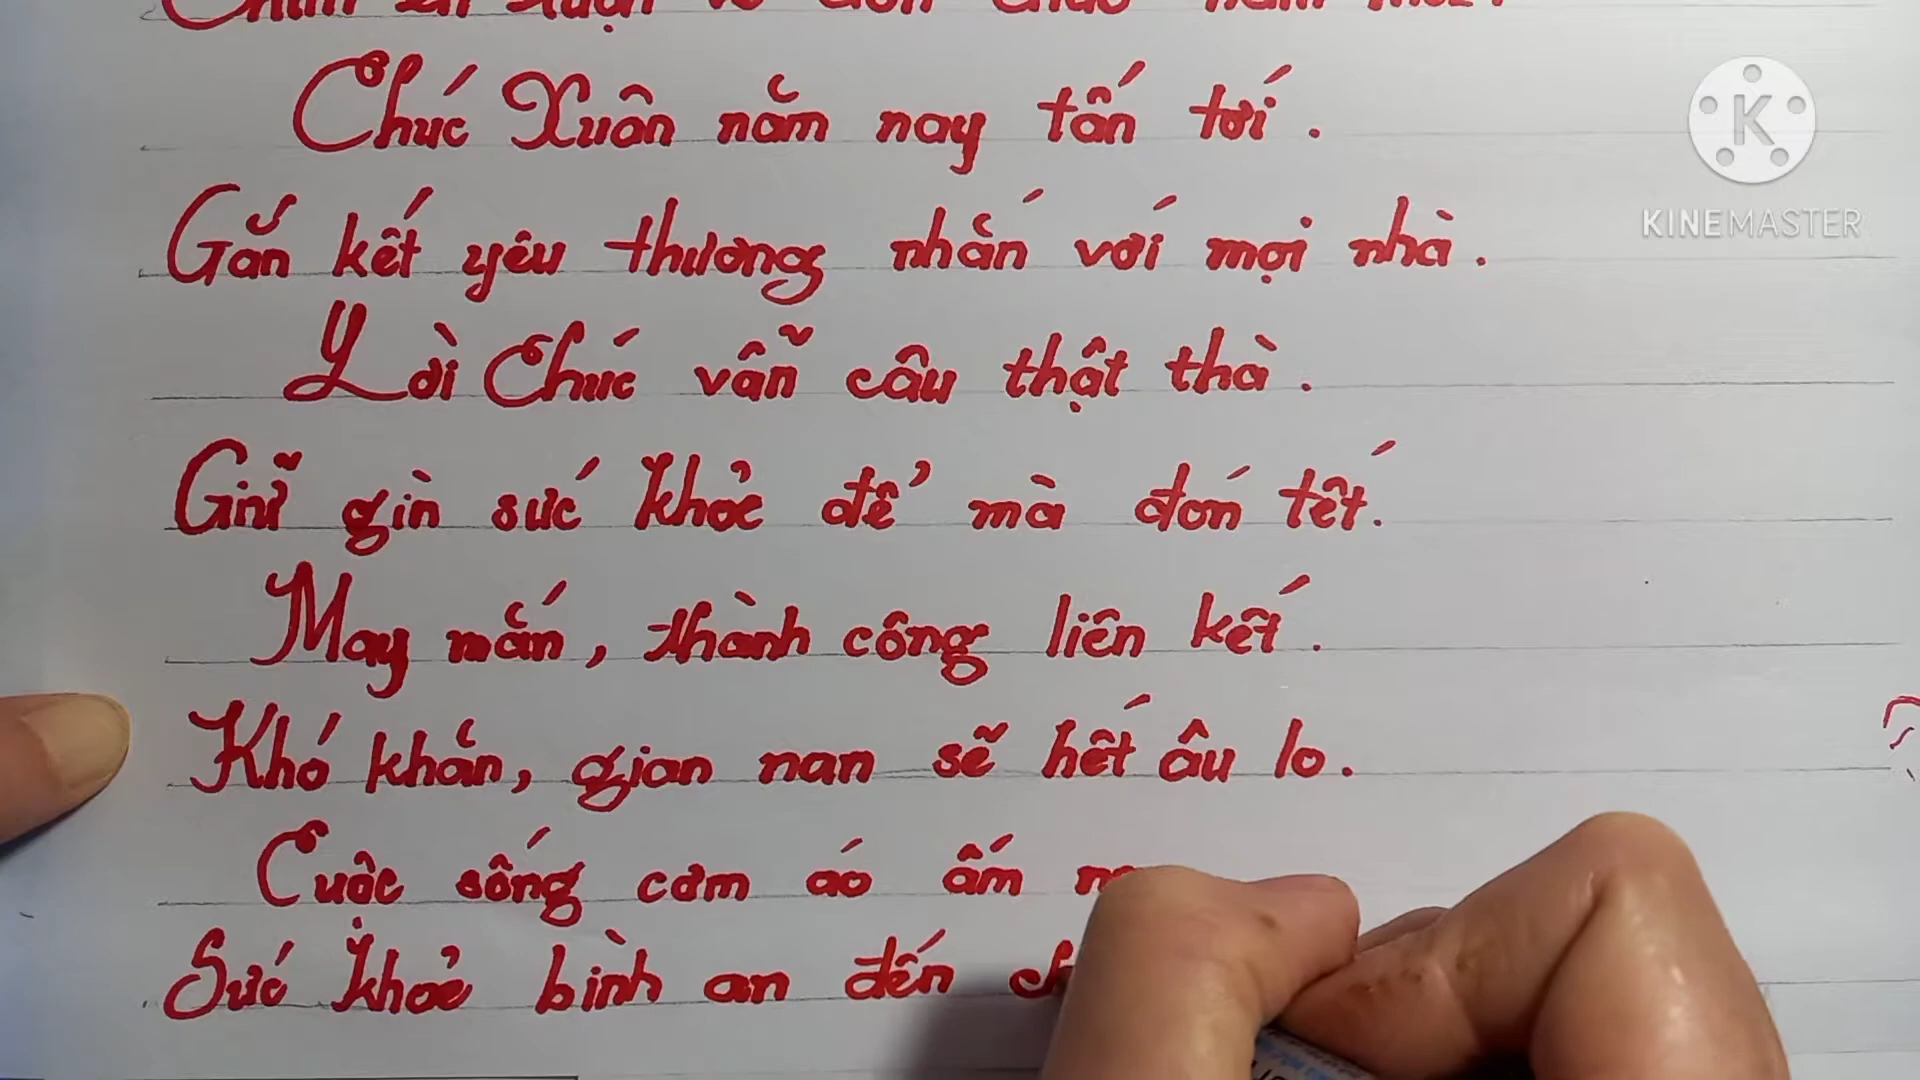 Chúc Xuân năm nay tấn tới.
Gắn kết yêu thương nhắn với mọi nhà.
Lời Chúc vẫn câu thật thà.
Giữ gìn sức khỏe để mà đón tết.
May mắn, thành công liên kết.
Khó khăn, gian nan sẽ hết âu lo.
Cuộc sống cơm áo ấm
Sức khỏe bình an đến
KINEMASTER